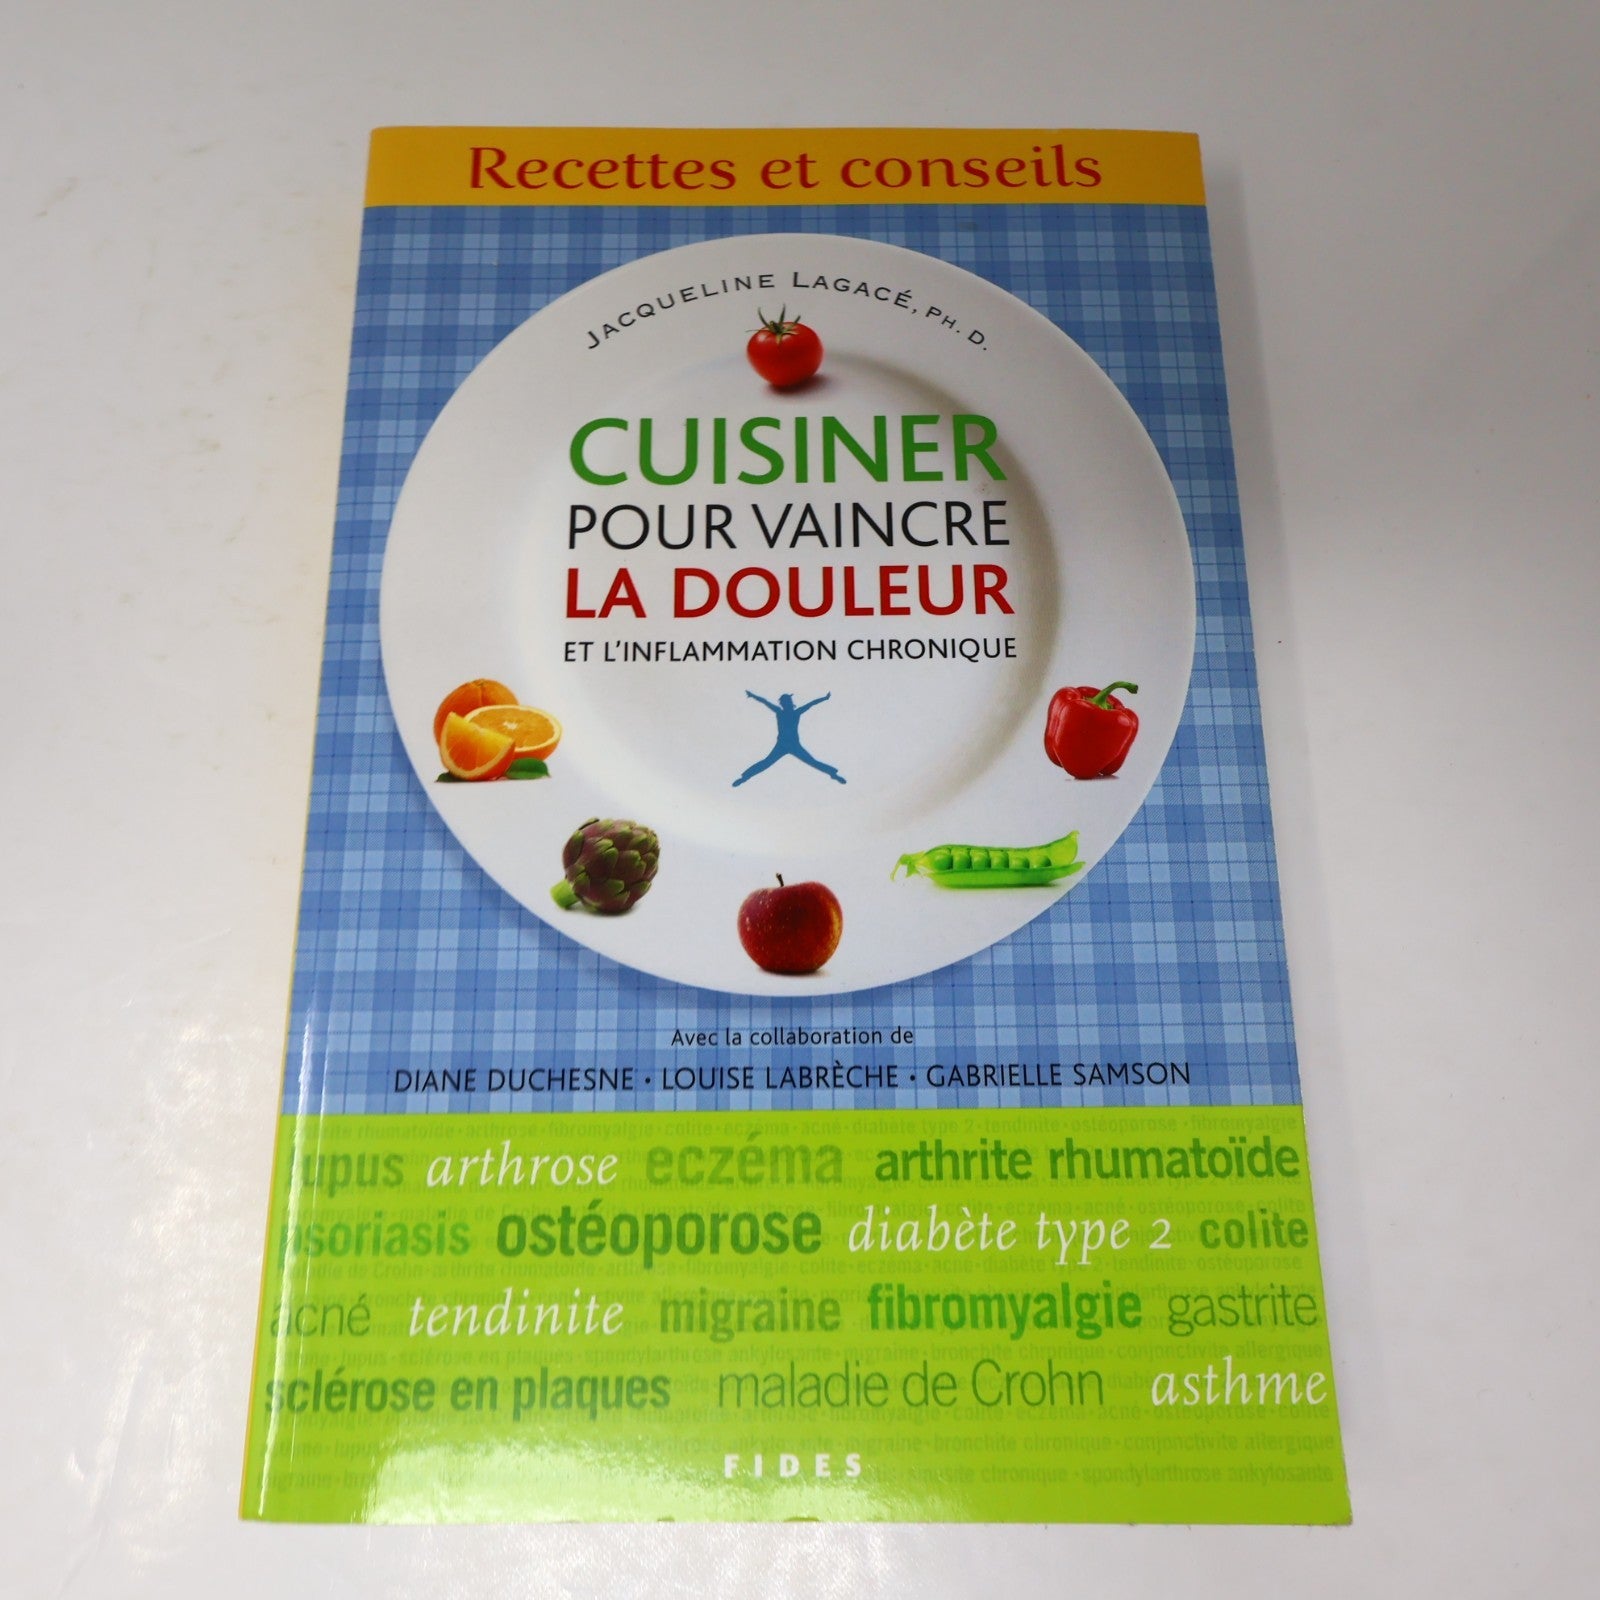 Recettes et conseils
JACQUELINE LAGACÉ, PH. D.
CUISINER
POUR VAINCRE
LA DOULEUR
ET L'INFLAMMATION CHRONIQUE
Avec la collaboration de
DIANE DUCHESNE • LOUISE LABRÈCHE • GABRIELLE SAMSON
lupus arthrose eczéma arthrite rhumatoïde
psoriasis ostéoporose diabète type 2 colite
acné tendinite migraine fibromyalgie gastrite
sclérose en plaques maladie de Crohn asthme
FIDES